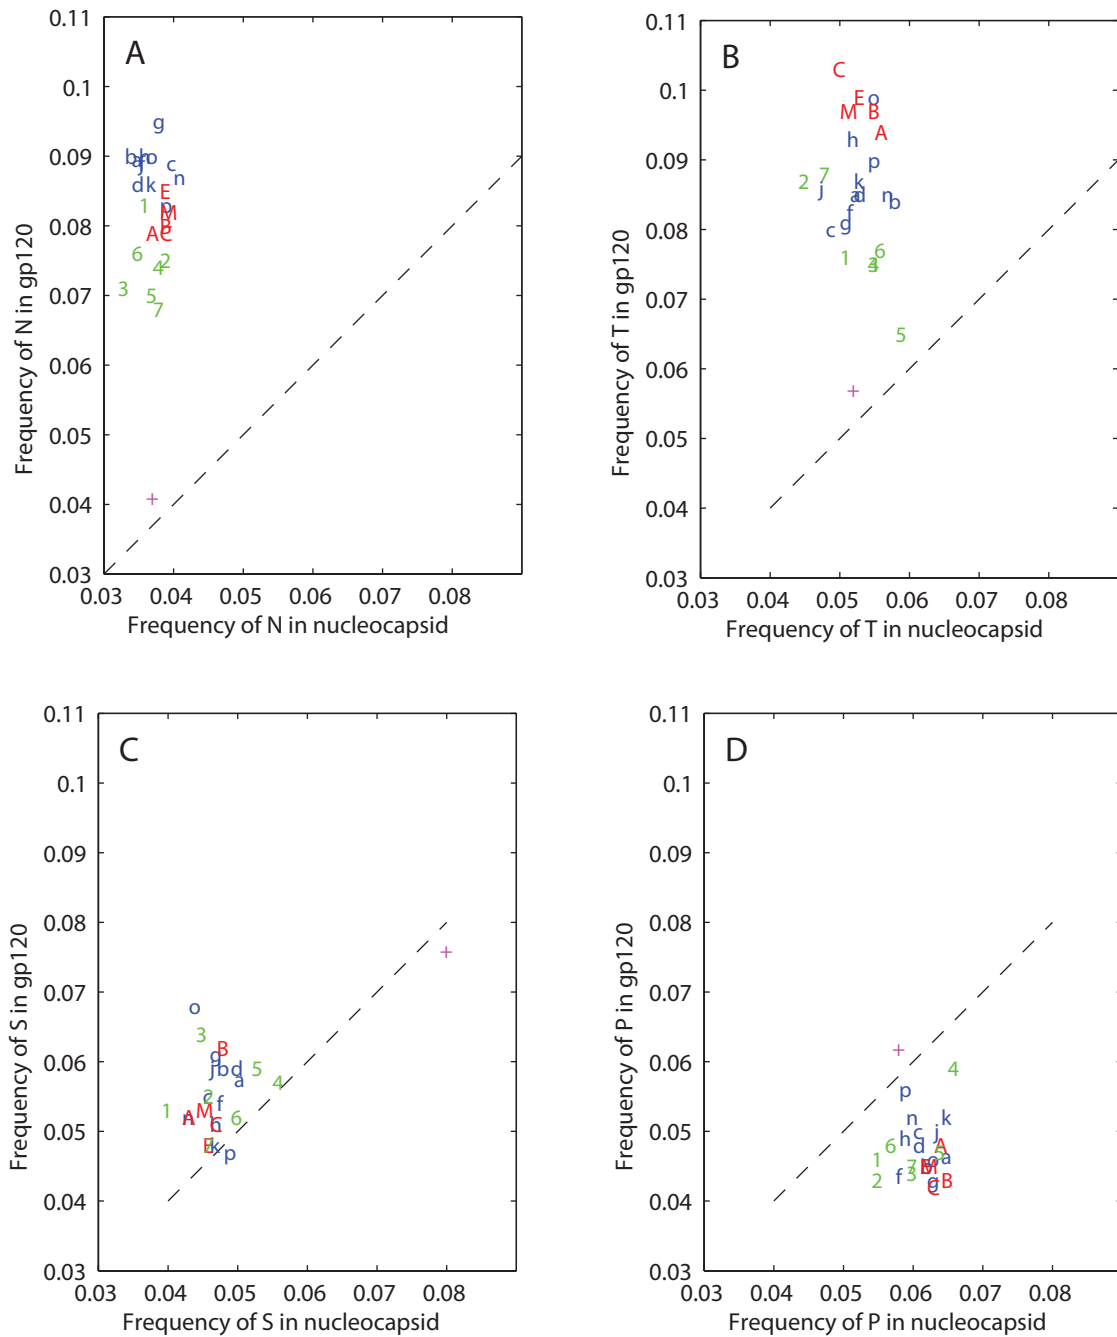 A
0.11
0.1
0.09
0.08
0.07
0.06
0.05
0.04
0.03
0.03 0.04 0.05 0.06 0.07 0.08
Frequency of N in gp120
Frequency of N in nucleocapsid
g
b a h o
j c
d k n
E
1 p
M
B
A C
6 2
4
3 5
7
+
B
0.11
0.1
0.09
0.08
0.07
0.06
0.05
0.04
0.03
0.03 0.04 0.05 0.06 0.07 0.08
Frequency of T in gp120
Frequency of T in nucleocapsid
C
E o
M B
A
h
p
2 7 k
j a d n b
f
c g
1 6
3 4
5
+
C
0.11
0.1
0.09
0.08
0.07
0.06
0.05
0.04
0.03
0.03 0.04 0.05 0.06 0.07 0.08
Frequency of S in gp120
Frequency of S in nucleocapsid
+
o
3 B
g
j b d 5
a 4
c 2 f
1 M
n A h C 6
E 7 k
p
D
0.11
0.1
0.09
0.08
0.07
0.06
0.05
0.04
0.03
0.03 0.04 0.05 0.06 0.07 0.08
Frequency of P in gp120
Frequency of P in nucleocapsid
+
4
p
n k
h c j
6 d A
1 7 E M o 5 a
2 f 3 g B
C